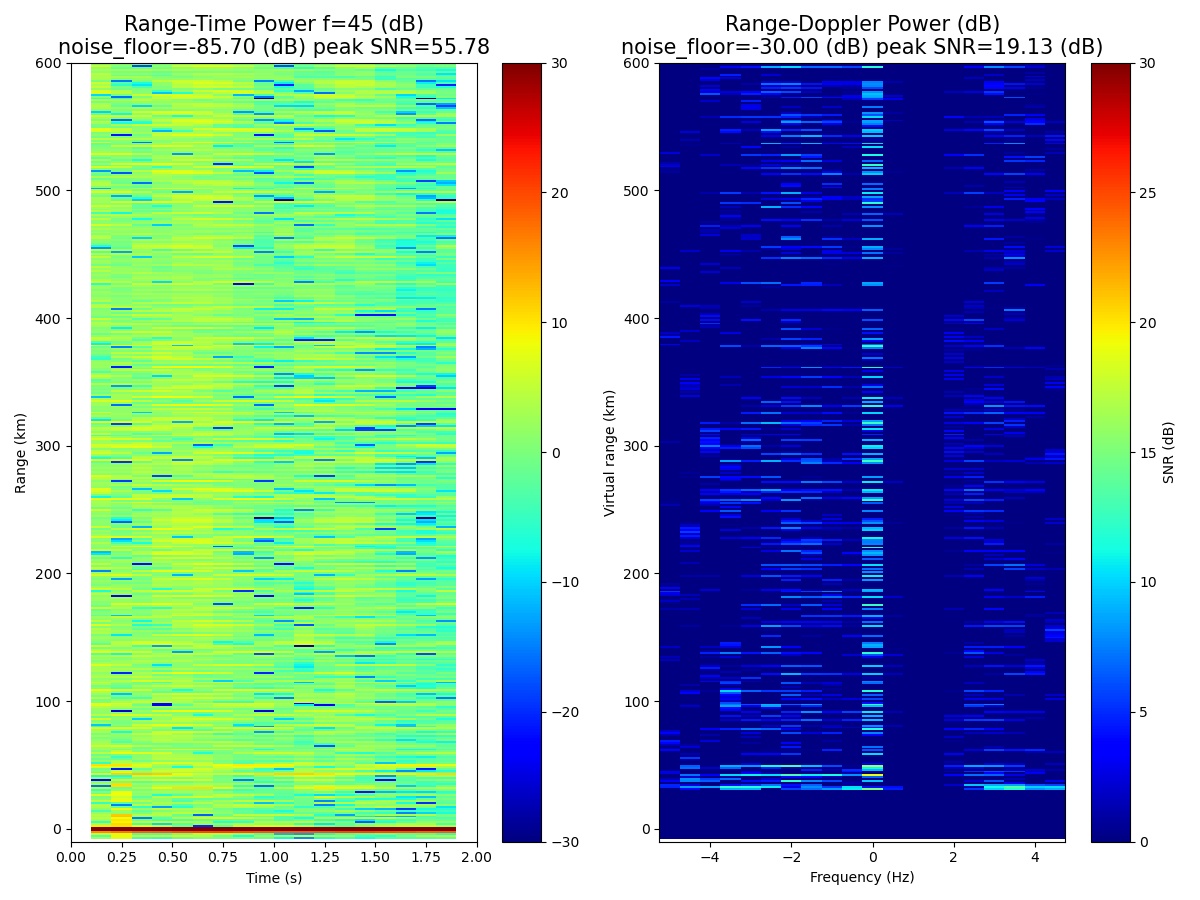 Range-Time Power f=45 (dB)
noise_floor=-85.70 (dB) peak SNR=55.78
Range-Doppler Power (dB)
noise_floor=-30.00 (dB) peak SNR=19.13 (dB)
600
500
400
300
200
100
0
Range (km)
0.00 0.25 0.50 0.75 1.00 1.25 1.50 1.75 2.00
Time (s)
30
20
10
0
−10
−20
−30
600
500
400
300
200
100
0
Virtual range (km)
−4 −2 0 2 4
Frequency (Hz)
30
25
20
15
10
5
0
SNR (dB)